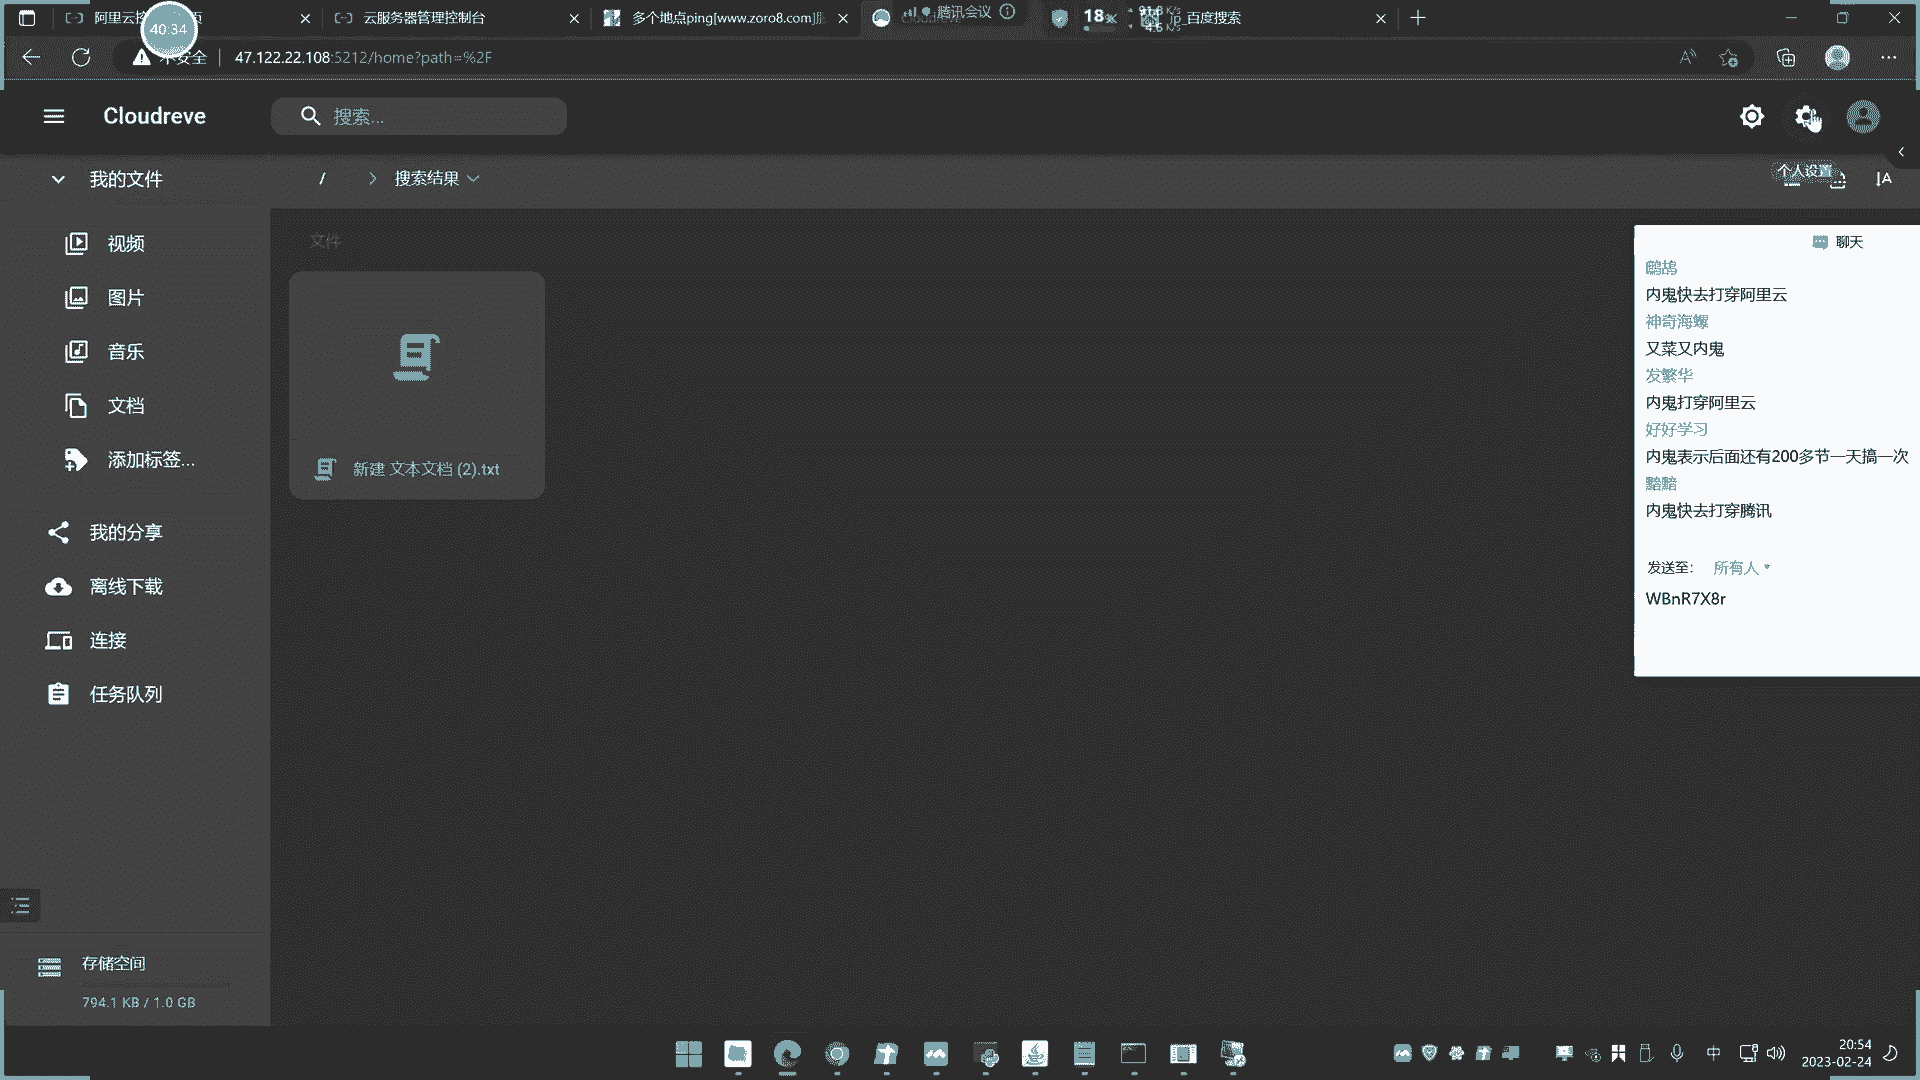 阿里云控
页
云服务器管理控制台
多个地点ping[www.zoro8.com]服
腾讯会议
18
ip_百度搜索
40:34
不安全
47.122.22.108:5212/home?path=%2F
Cloudreve
搜索...
我的文件
/
搜索结果
个人设置
视频
文件
图片
音乐
文档
添加标签...
新建 文本文档 (2).txt
我的分享
离线下载
连接
任务队列
存储空间
794.1 KB / 1.0 GB
聊天
鹧鸪
内鬼快去打穿阿里云
神奇海螺
又菜又内鬼
发繁华
内鬼打穿阿里云
好好学习
内鬼表示后面还有200多节一天搞一次
黯黯
内鬼快去打穿腾讯
发送至:
所有人
WBnR7X8r
中
20:54
2023-02-24